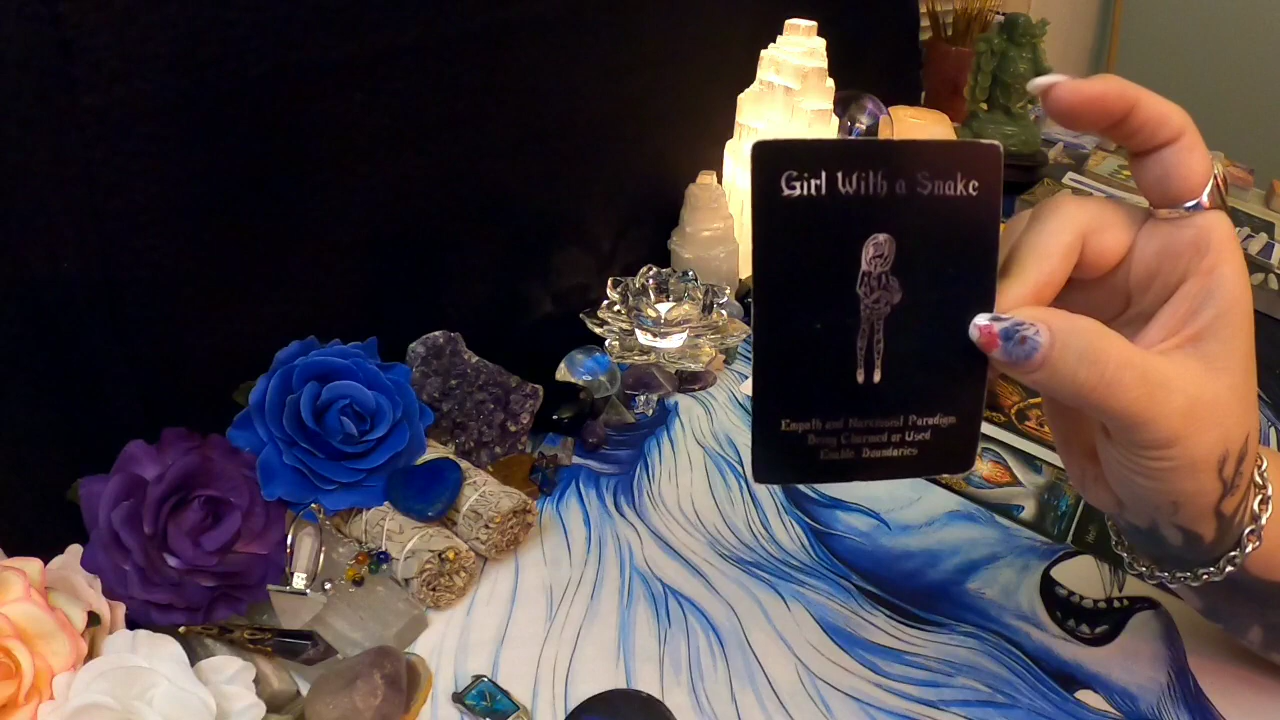 Girl With a Snake
Empath and Narcissist Paradigm
Being Charmed or Used
Enable Boundaries